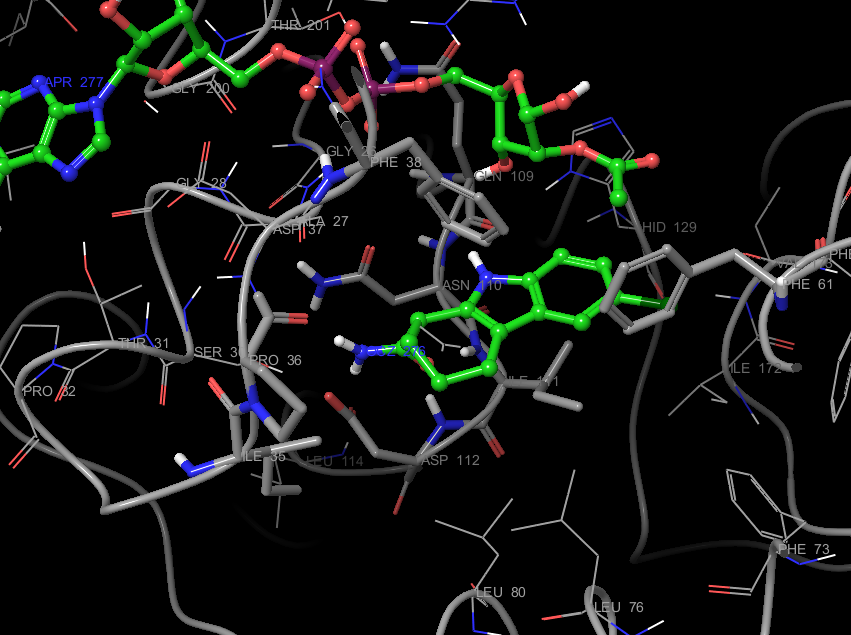 THR 201
APR 277
GLY 200
GLY 26
PHE 38
GLN 109
GLY 28
ALA 27
ASP 37
HID 129
ASN 110
PHE 61
THR 31
SER 3
PRO 36
ILE 172
PRO 32
ILE 35
LEU 114
ASP 112
PHE 73
LEU 80
LEU 76